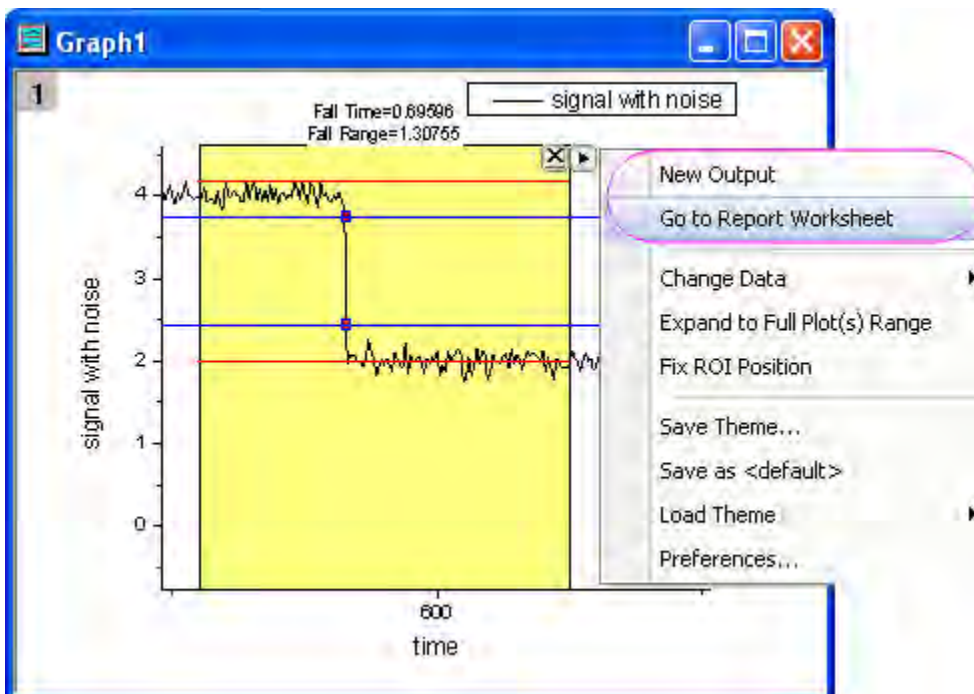 Graph1
1
signal with noise
Fall Time=0.69596
Fall Range=1.30755
4
3
2
1
0
signal with noise
600
time
New Output
Go to Report Worksheet
Change Data
Expand to Full Plot(s) Range
Fix ROI Position
Save Theme...
Save as <default>
Load Theme
Preferences...